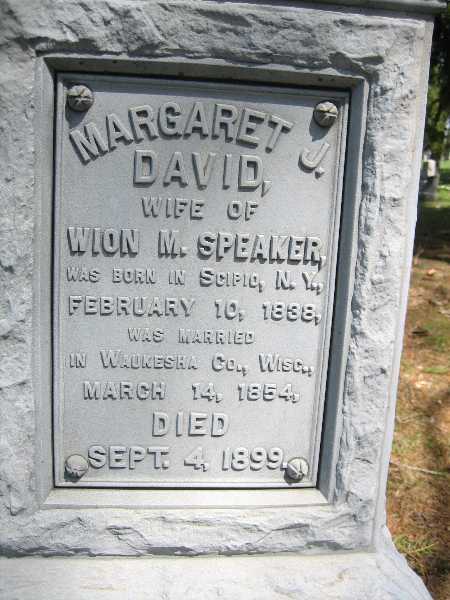 MARGARET J.
DAVID,
WIFE OF
WION M. SPEAKER,
WAS BORN IN SCIPIO, N.Y.,
FEBRUARY 10, 1838,
WAS MARRIED
IN WAUKESHA CO., WISC.,
MARCH 14, 1854,
DIED
SEPT. 4, 1899.